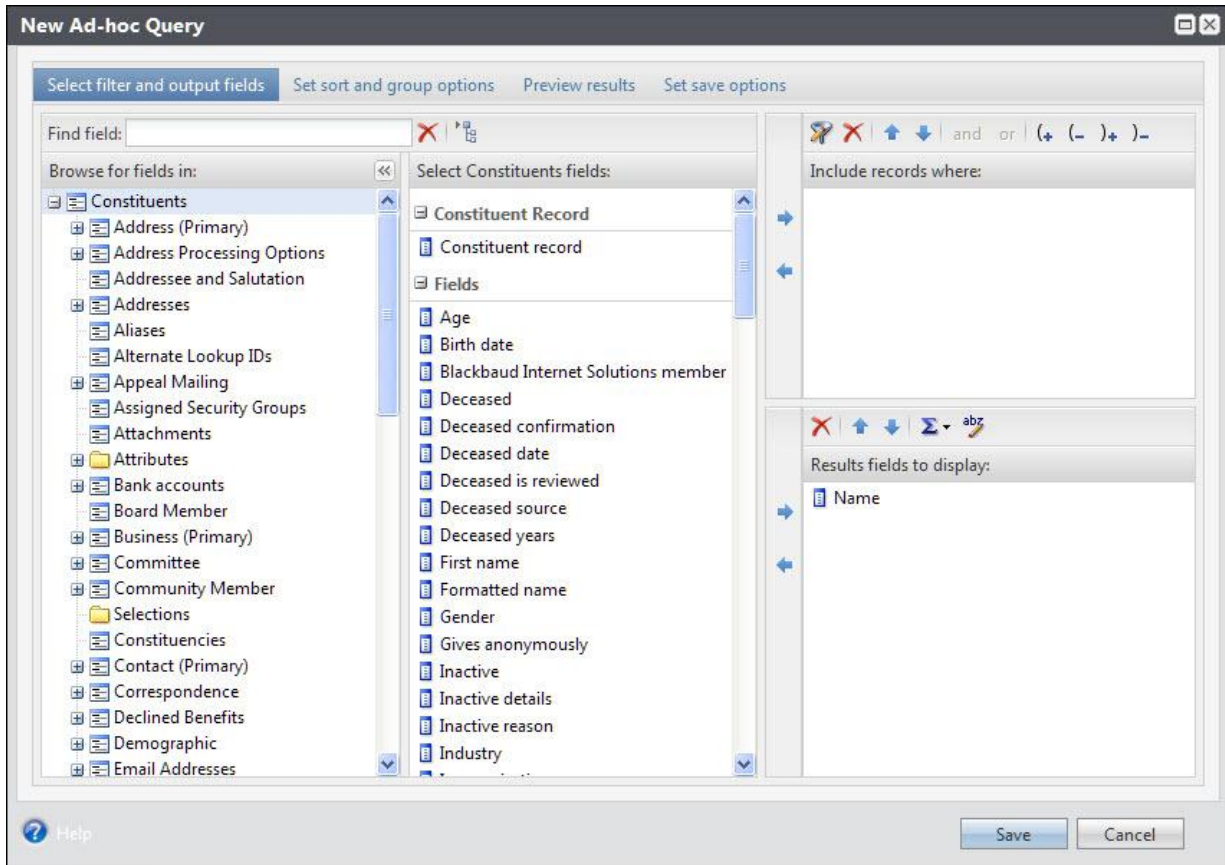 New Ad-hoc Query
Select filter and output fields
Set sort and group options
Preview results
Set save options
Find field:
Browse for fields in:
Constituents
Address (Primary)
Address Processing Options
Addressee and Salutation
Addresses
Aliases
Alternate Lookup IDs
Appeal Mailing
Assigned Security Groups
Attachments
Attributes
Bank accounts
Board Member
Business (Primary)
Committee
Community Member
Selections
Constituencies
Contact (Primary)
Correspondence
Declined Benefits
Demographic
Email Addresses
Select Constituents fields:
Constituent Record
Constituent record
Fields
Age
Birth date
Blackbaud Internet Solutions member
Deceased
Deceased confirmation
Deceased date
Deceased is reviewed
Deceased source
Deceased years
First name
Formatted name
Gender
Gives anonymously
Inactive
Inactive details
Inactive reason
Industry
and or (+ (- )+ )-
Include records where:
Σ abz
Results fields to display:
Name
Help
Save
Cancel